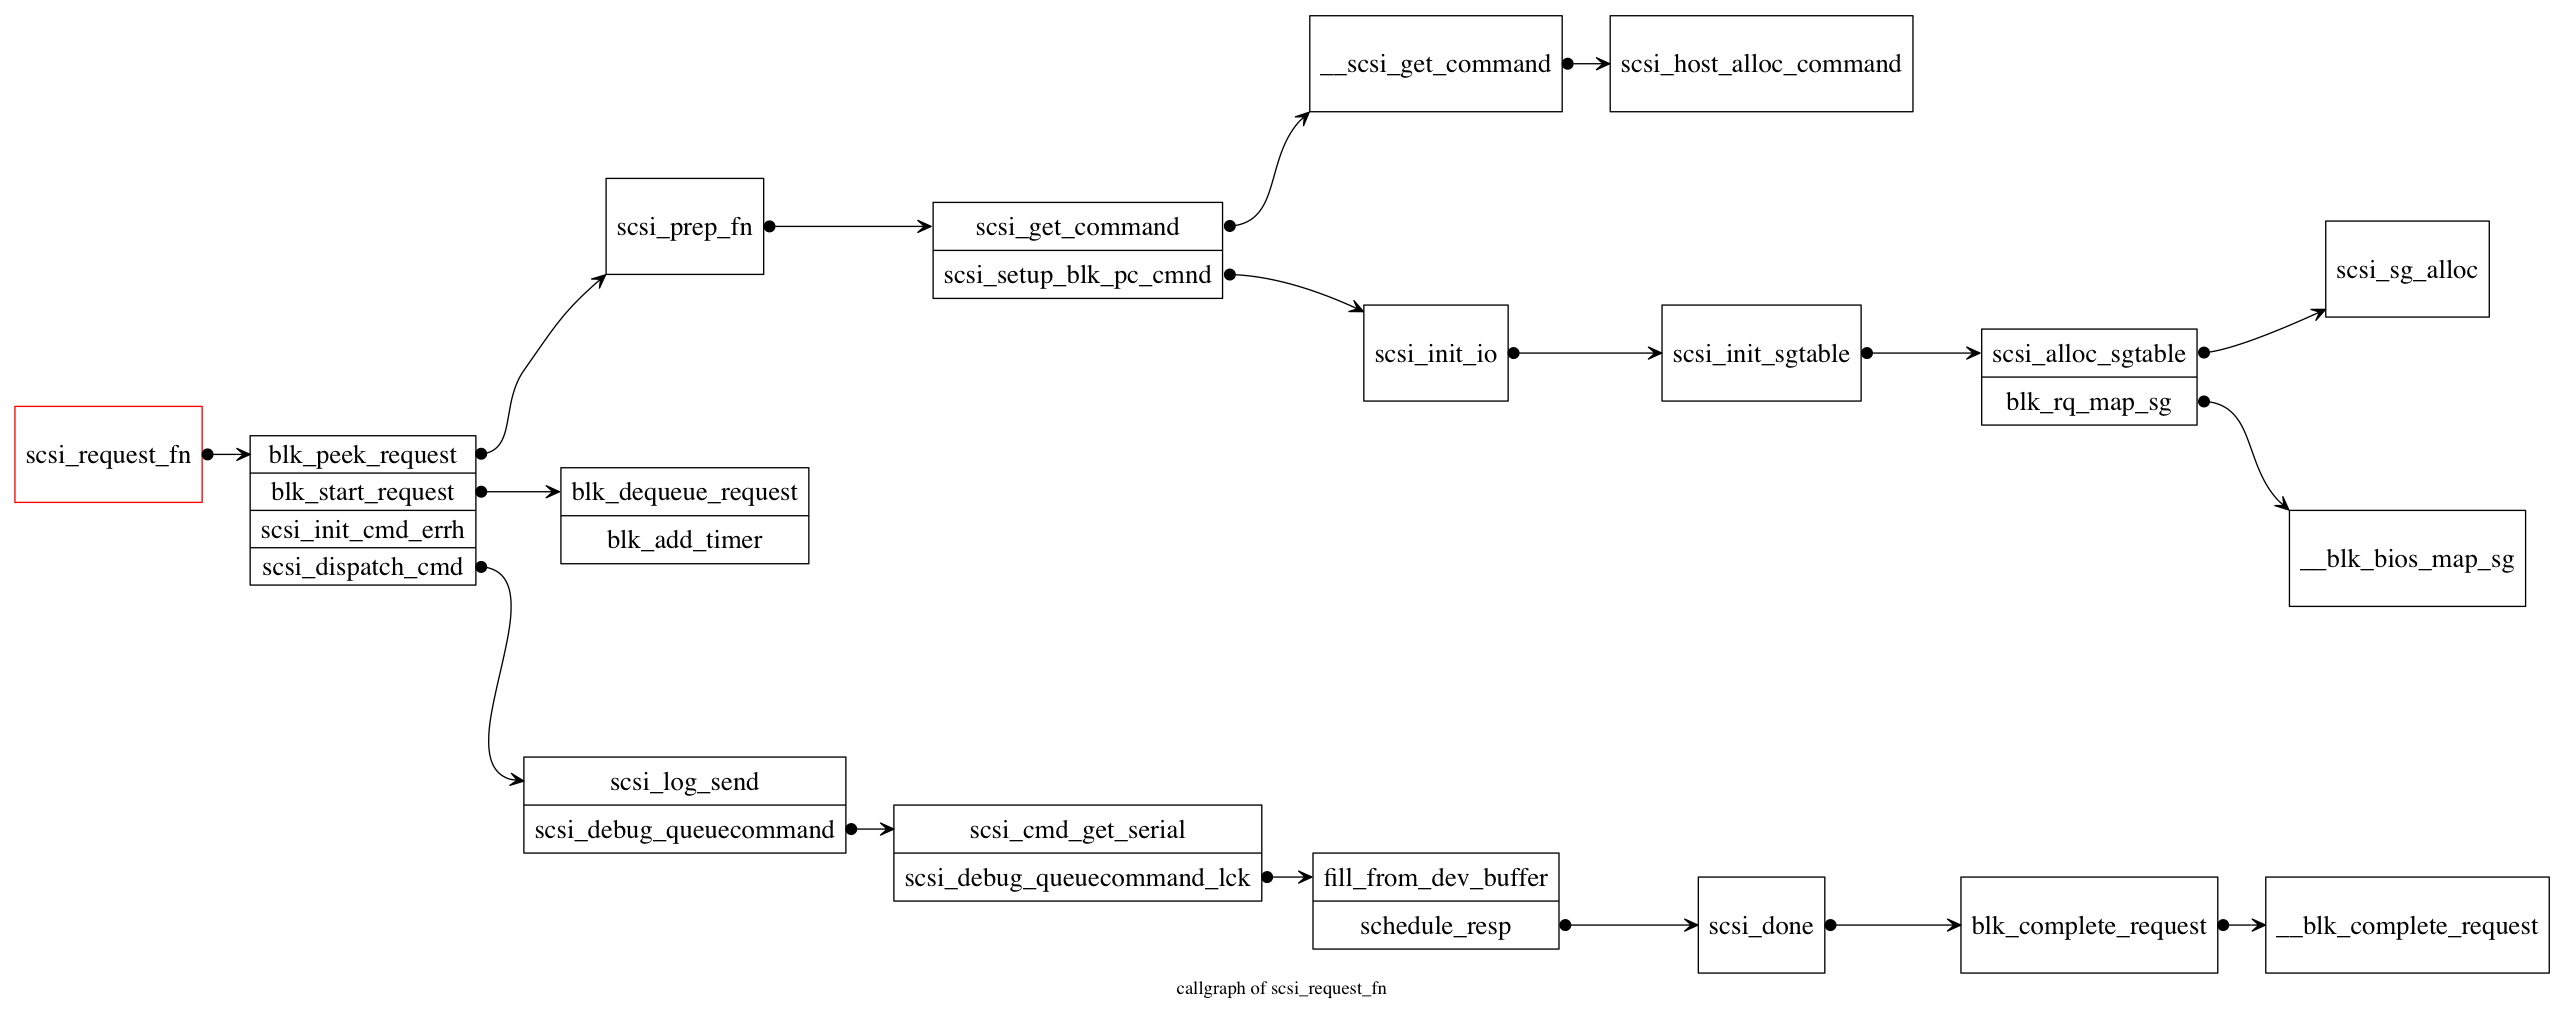 __scsi_get_command
scsi_host_alloc_command
scsi_prep_fn
scsi_get_command
scsi_setup_blk_pc_cmnd
scsi_sg_alloc
scsi_init_io
scsi_init_sgtable
scsi_alloc_sgtable
blk_rq_map_sg
scsi_request_fn
blk_peek_request
blk_start_request
scsi_init_cmd_errh
scsi_dispatch_cmd
blk_dequeue_request
blk_add_timer
__blk_bios_map_sg
scsi_log_send
scsi_debug_queuecommand
scsi_cmd_get_serial
scsi_debug_queuecommand_lck
fill_from_dev_buffer
schedule_resp
scsi_done
blk_complete_request
__blk_complete_request
callgraph of scsi_request_fn